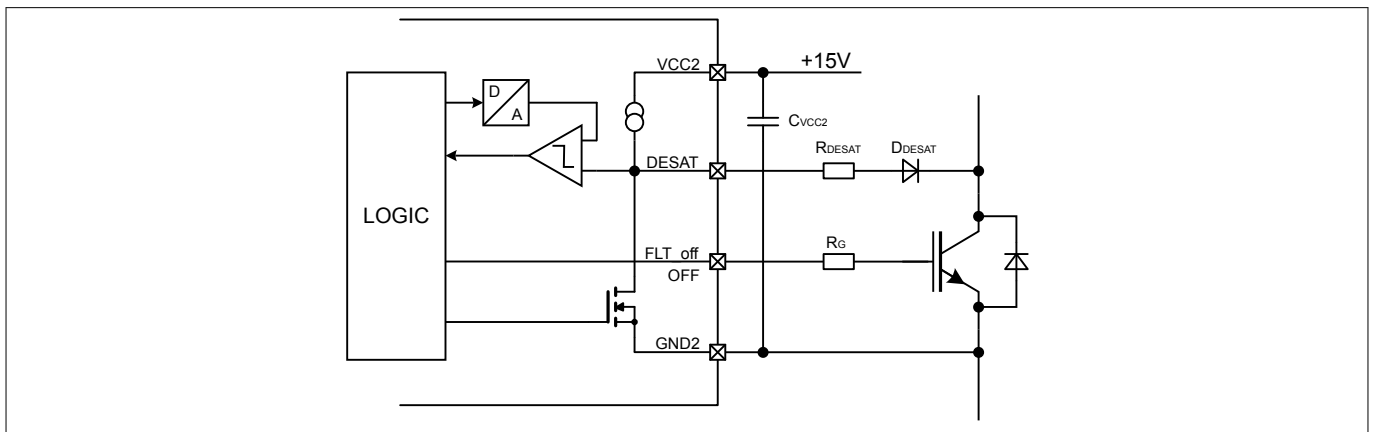 VCC2
+15V
D
A
CVCC2
DESAT
RDESAT
DDESAT
LOGIC
FLT_off
OFF
RG
GND2